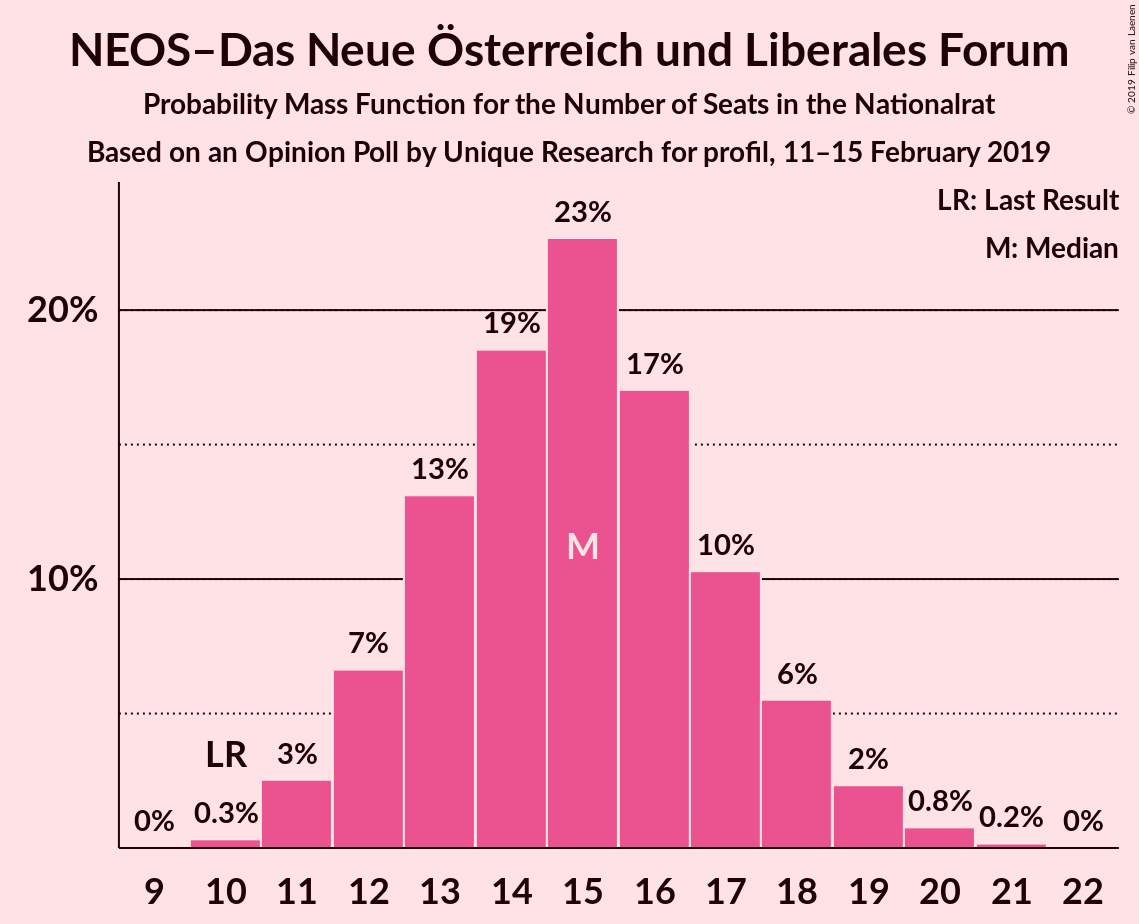 NEOS–Das Neue Österreich und Liberales Forum
Probability Mass Function for the Number of Seats in the Nationalrat
Based on an Opinion Poll by Unique Research for profil, 11–15 February 2019
© 2019 Filip van Laenen
LR: Last Result
M: Median
20%
10%
0%
0.3%
LR
3%
7%
13%
19%
23%
M
17%
10%
6%
2%
0.8%
0.2%
0%
9 10 11 12 13 14 15 16 17 18 19 20 21 22